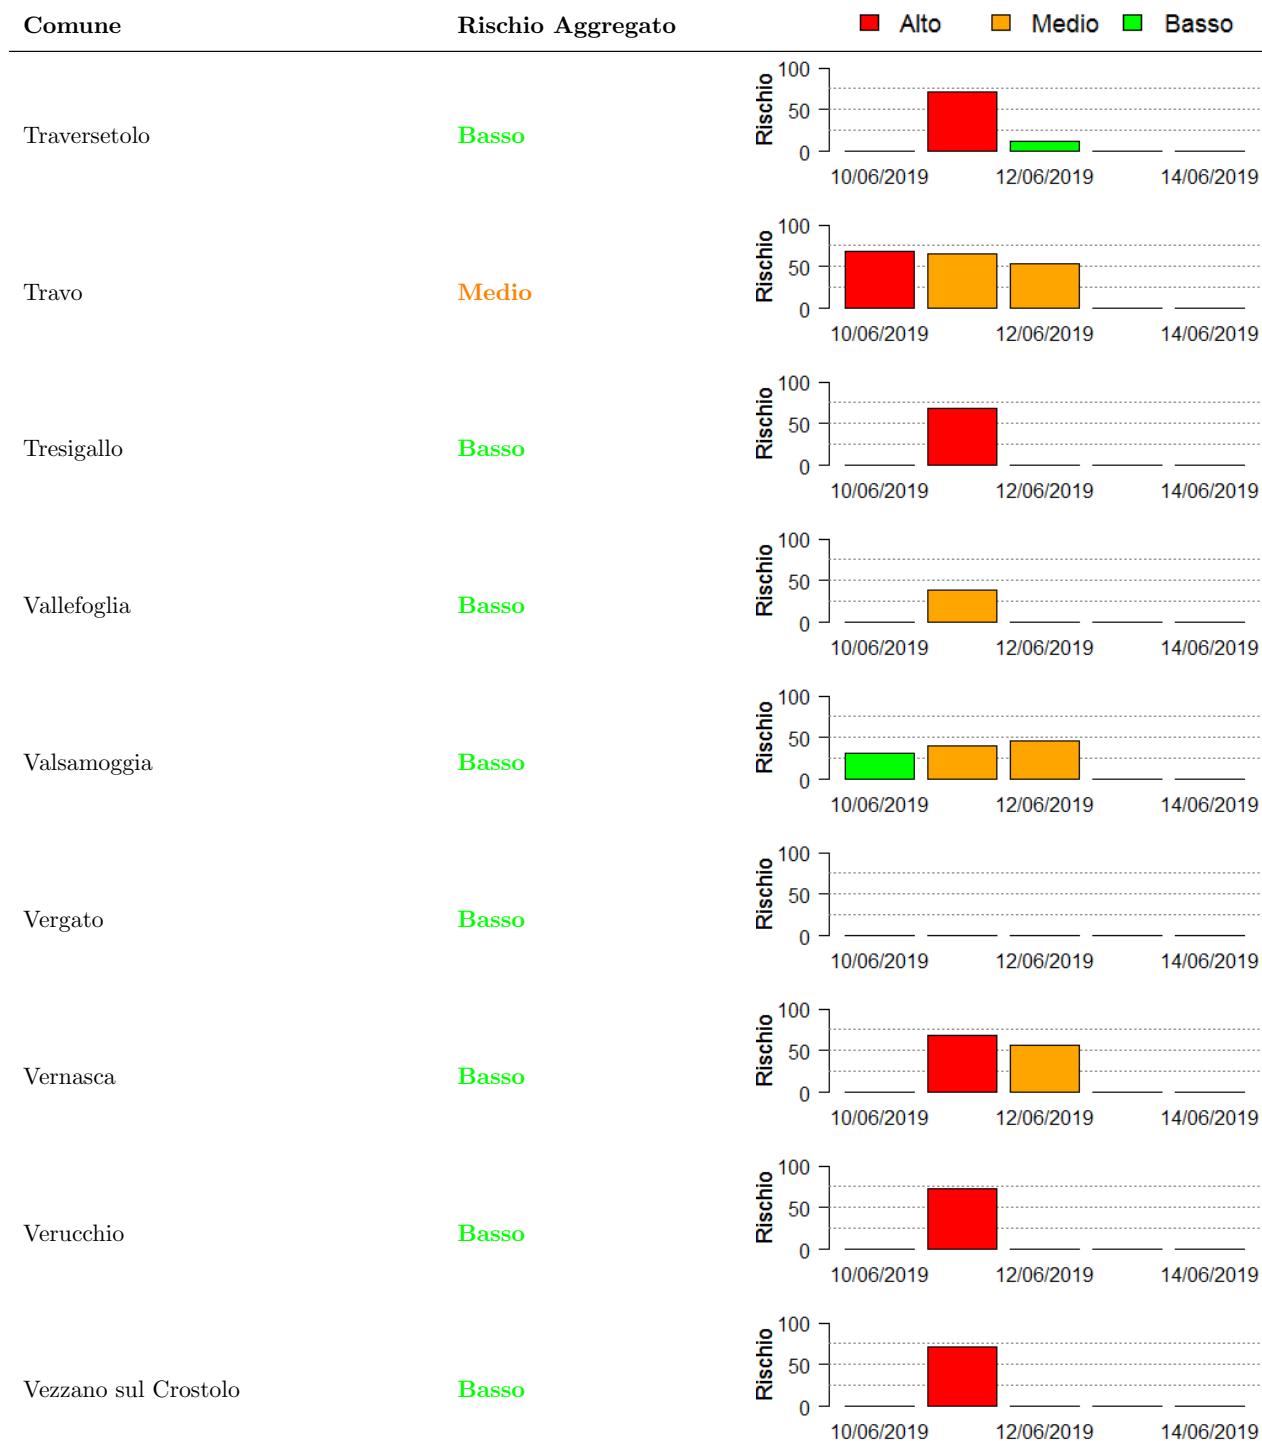 Comune Rischio Aggregato Alto Medio Basso
100
Rischio
50
Traversetolo Basso
0
10/06/2019 12/06/2019 14/06/2019
100
Rischio
50
Travo Medio
0
10/06/2019 12/06/2019 14/06/2019
100
Rischio
50
Tresigallo Basso
0
10/06/2019 12/06/2019 14/06/2019
100
Rischio
50
Vallefoglia Basso
0
10/06/2019 12/06/2019 14/06/2019
100
Rischio
50
Valsamoggia Basso
0
10/06/2019 12/06/2019 14/06/2019
100
Rischio
50
Vergato Basso
0
10/06/2019 12/06/2019 14/06/2019
100
Rischio
50
Vernasca Basso
0
10/06/2019 12/06/2019 14/06/2019
100
Rischio
50
Verucchio Basso
0
10/06/2019 12/06/2019 14/06/2019
100
Rischio
50
Vezzano sul Crostolo Basso
0
10/06/2019 12/06/2019 14/06/2019